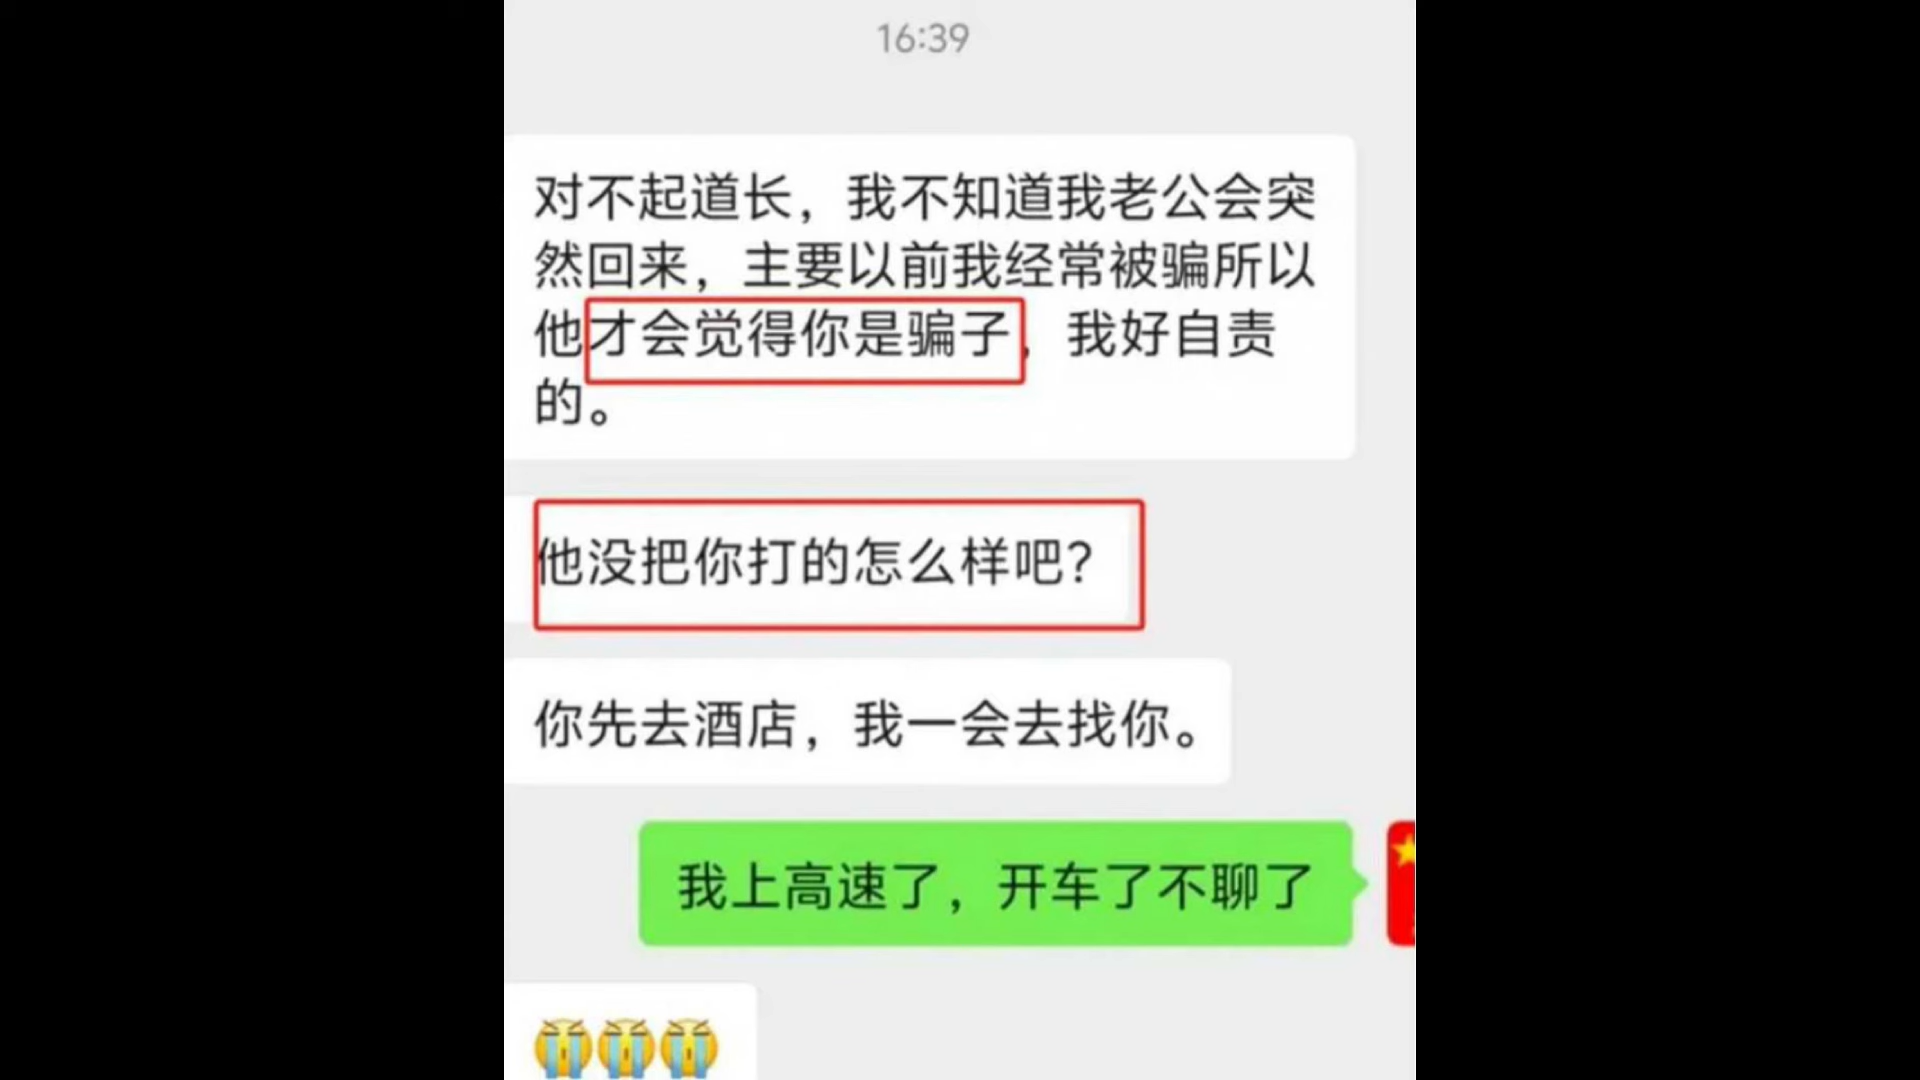 16:39
对不起道长，我不知道我老公会突
然回来，主要以前我经常被骗所以
他才会觉得你是骗子，我好自责
的。
他没把你打的怎么样吧？
你先去酒店，我一会去找你。
我上高速了，开车了不聊了